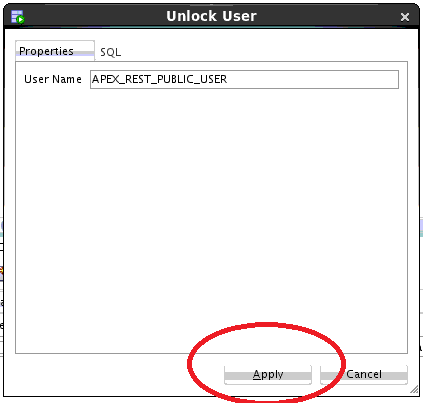 Unlock User
Properties SQL
User Name APEX_REST_PUBLIC_USER
Apply Cancel